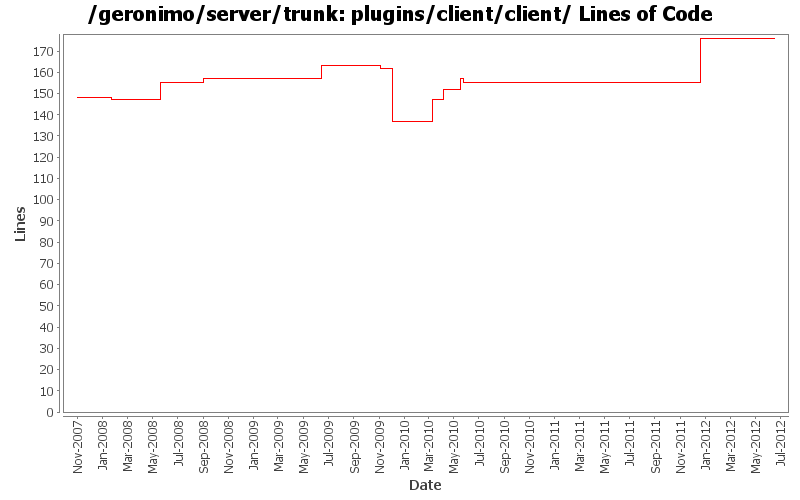 /geronimo/server/trunk: plugins/client/client/ Lines of Code
Lines
170
160
150
140
130
120
110
100
90
80
70
60
50
40
30
20
10
0
Nov-2007
Jan-2008
Mar-2008
May-2008
Jul-2008
Sep-2008
Nov-2008
Jan-2009
Mar-2009
May-2009
Jul-2009
Sep-2009
Nov-2009
Jan-2010
Mar-2010
May-2010
Jul-2010
Sep-2010
Nov-2010
Jan-2011
Mar-2011
May-2011
Jul-2011
Sep-2011
Nov-2011
Jan-2012
Mar-2012
May-2012
Jul-2012
Date